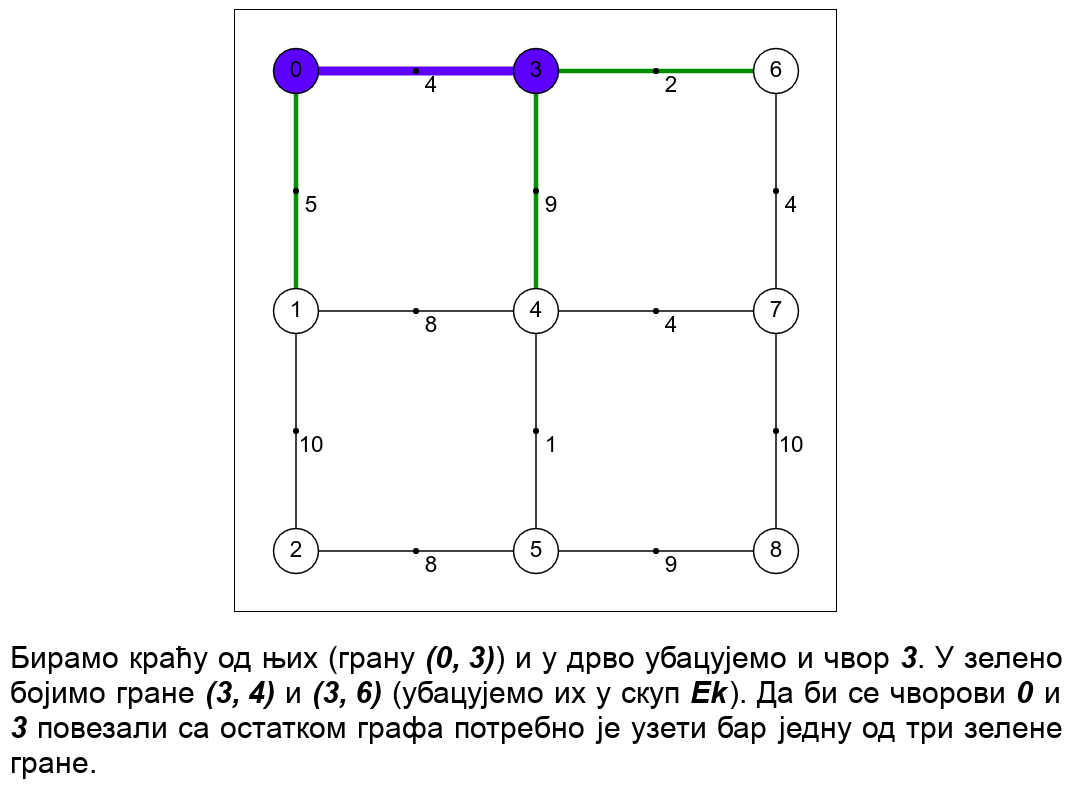 0 3 6
4 2
5 9 4
1 4 7
8 4
10 1 10
2 5 8
8 9
Бирамо краћу од њих (грану (0, 3)) и у дрво убацујемо и чвор 3. У зелено
бојимо гране (3, 4) и (3, 6) (убацујемо их у скуп Ek). Да би се чворови 0 и
3 повезали са остатком графа потребно је узети бар једну од три зелене
гране.